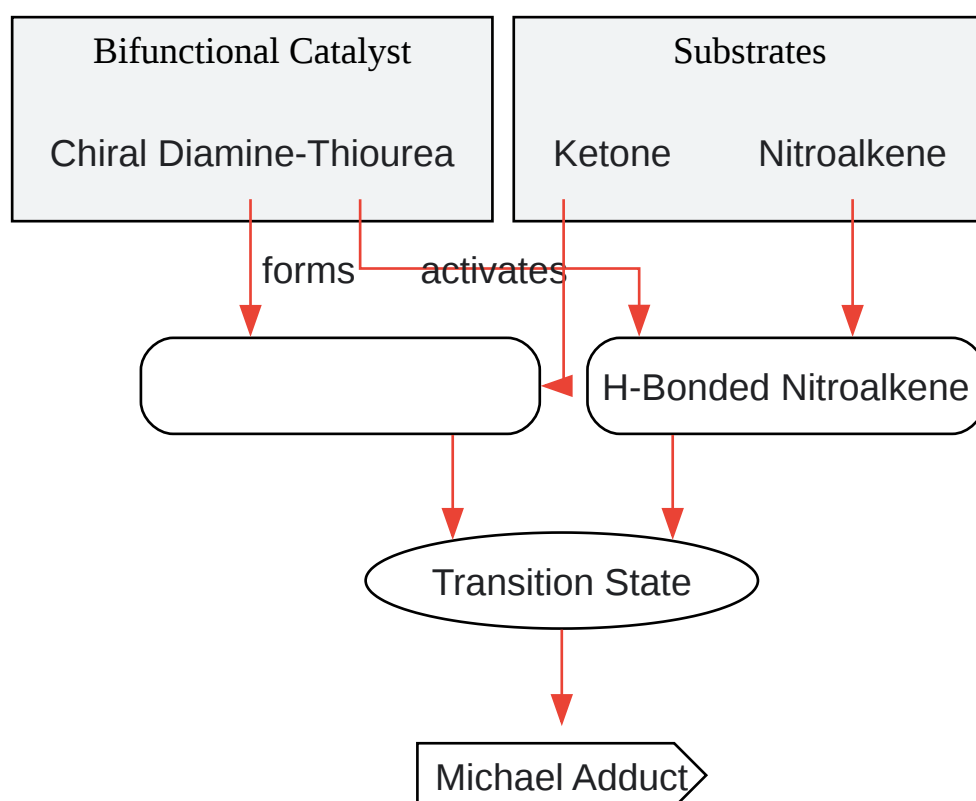 Bifunctional Catalyst
Substrates
Chiral Diamine-Thiourea
Ketone
Nitroalkene
forms
activates
H-Bonded Nitroalkene
Transition State
Michael Adduct